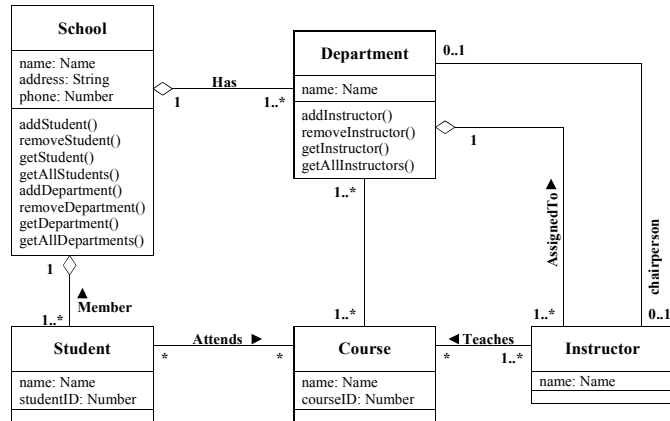 School
name: Name
address: String
phone: Number
addStudent()
removeStudent()
getStudent()
getAllStudents()
addDepartment()
removeDepartment()
getDepartment()
getAllDepartments()
Has
1
1..*
Department
name: Name
addInstructor()
removeInstructor()
getInstructor()
getAllInstructors()
0..1
1
1..*
AssignedTo
chairperson
1
Member
1..*
1..*
1..*
0..1
Student
name: Name
studentID: Number
Attends
*
*
Course
name: Name
courseID: Number
Teaches
*
1..*
Instructor
name: Name